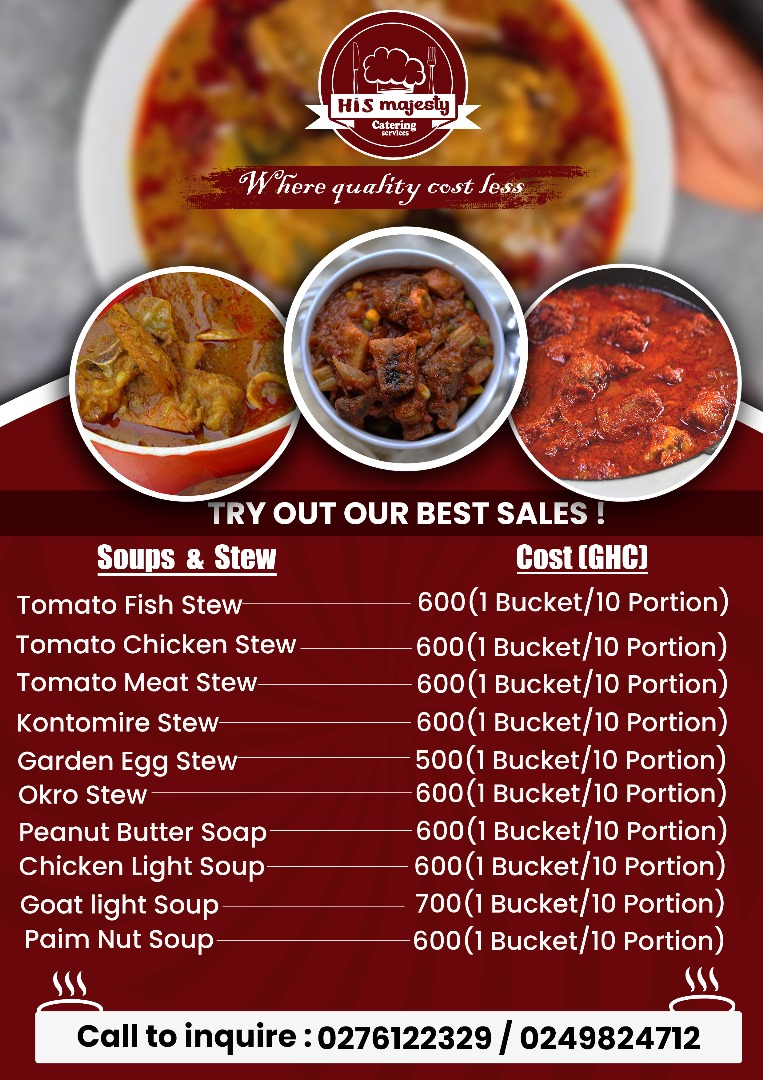 HiS majesty
Catering
services
Where quality cost less
TRY OUT OUR BEST SALES !
Soups & Stew Cost (GHC)
Tomato Fish Stew 600(1 Bucket/10 Portion)
Tomato Chicken Stew 600(1 Bucket/10 Portion)
Tomato Meat Stew 600(1 Bucket/10 Portion)
Kontomire Stew 600(1 Bucket/10 Portion)
Garden Egg Stew 500(1 Bucket/10 Portion)
Okro Stew 600(1 Bucket/10 Portion)
Peanut Butter Soap 600(1 Bucket/10 Portion)
Chicken Light Soup 600(1 Bucket/10 Portion)
Goat light Soup 700(1 Bucket/10 Portion)
Paim Nut Soup 600(1 Bucket/10 Portion)
Call to inquire : 0276122329 / 0249824712